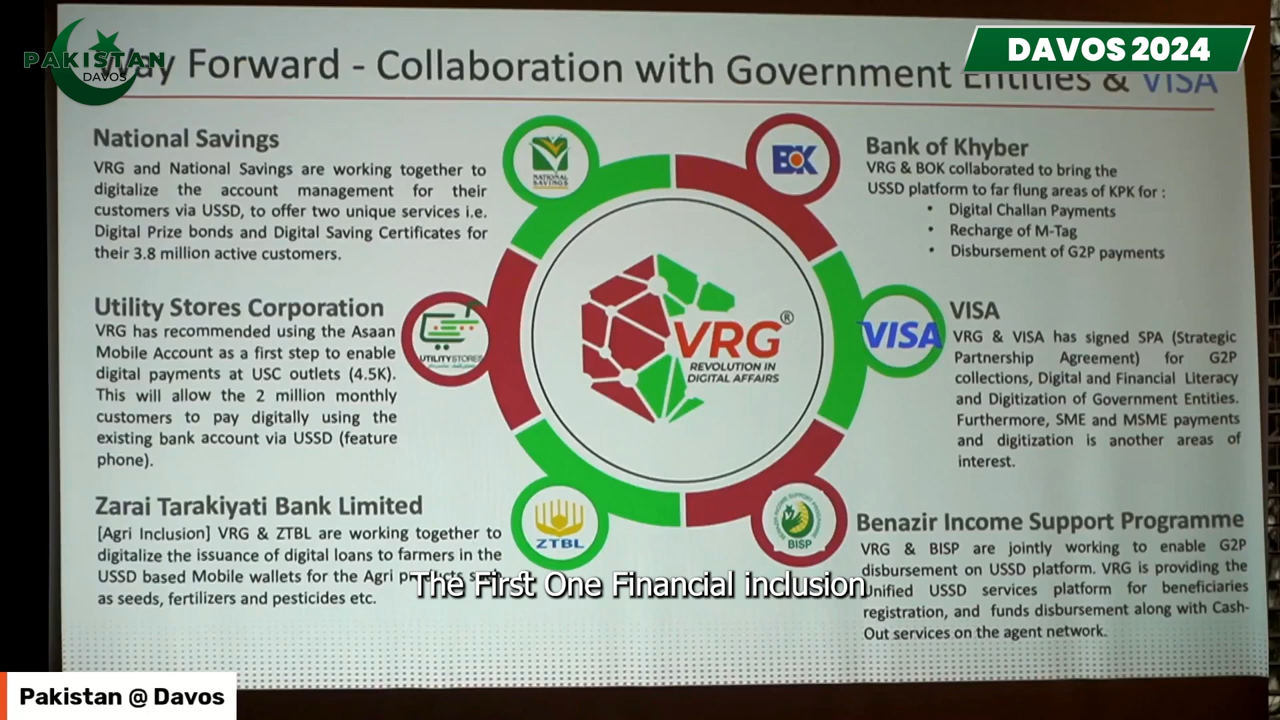 PAKISTAN
DAVOS
DAVOS 2024
Way Forward - Collaboration with Government Entities & VISA
National Savings
VRG and National Savings are working together to
digitalize the account management for their
customers via USSD, to offer two unique services i.e.
Digital Prize bonds and Digital Saving Certificates for
their 3.8 million active customers.
Utility Stores Corporation
VRG has recommended using the Asaan
Mobile Account as a first step to enable
digital payments at USC outlets (4.5K).
This will allow the 2 million monthly
customers to pay digitally using the
existing bank account via USSD (feature
phone).
Zarai Tarakiyati Bank Limited
[Agri Inclusion] VRG & ZTBL are working together to
digitalize the issuance of digital loans to farmers in the
USSD based Mobile wallets for the Agri
as seeds, fertilizers and pesticides etc.
NATIONAL
SAVINGS
BOK
UTILITY STORES
VISA
VRG®
REVOLUTION IN
DIGITAL AFFAIRS
ZTBL
BISP
Bank of Khyber
VRG & BOK collaborated to bring the
USSD platform to far flung areas of KPK for :
• Digital Challan Payments
• Recharge of M-Tag
• Disbursement of G2P payments
VISA
VRG & VISA has signed SPA (Strategic
Partnership Agreement) for G2P
collections, Digital and Financial Literacy
and Digitization of Government Entities.
Furthermore, SME and MSME payments
and digitization is another areas of
interest.
Benazir Income Support Programme
VRG & BISP are jointly working to enable G2P
disbursement on USSD platform. VRG is providing the
Unified USSD services platform for beneficiaries
registration, and funds disbursement along with Cash-
Out services on the agent network.
The First One Financial inclusion
Pakistan @ Davos